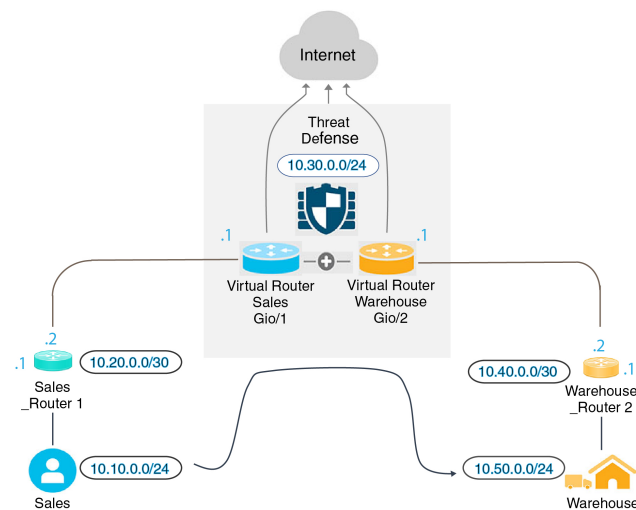 Internet
Threat
Defense
10.30.0.0/24
.1
.1
Virtual Router
Sales
Gio/1
Virtual Router
Warehouse
Gio/2
.2
.1
10.20.0.0/30
Sales
_Router 1
.2
10.40.0.0/30
.1
Warehouse
_Router 2
10.10.0.0/24
Sales
10.50.0.0/24
Warehouse